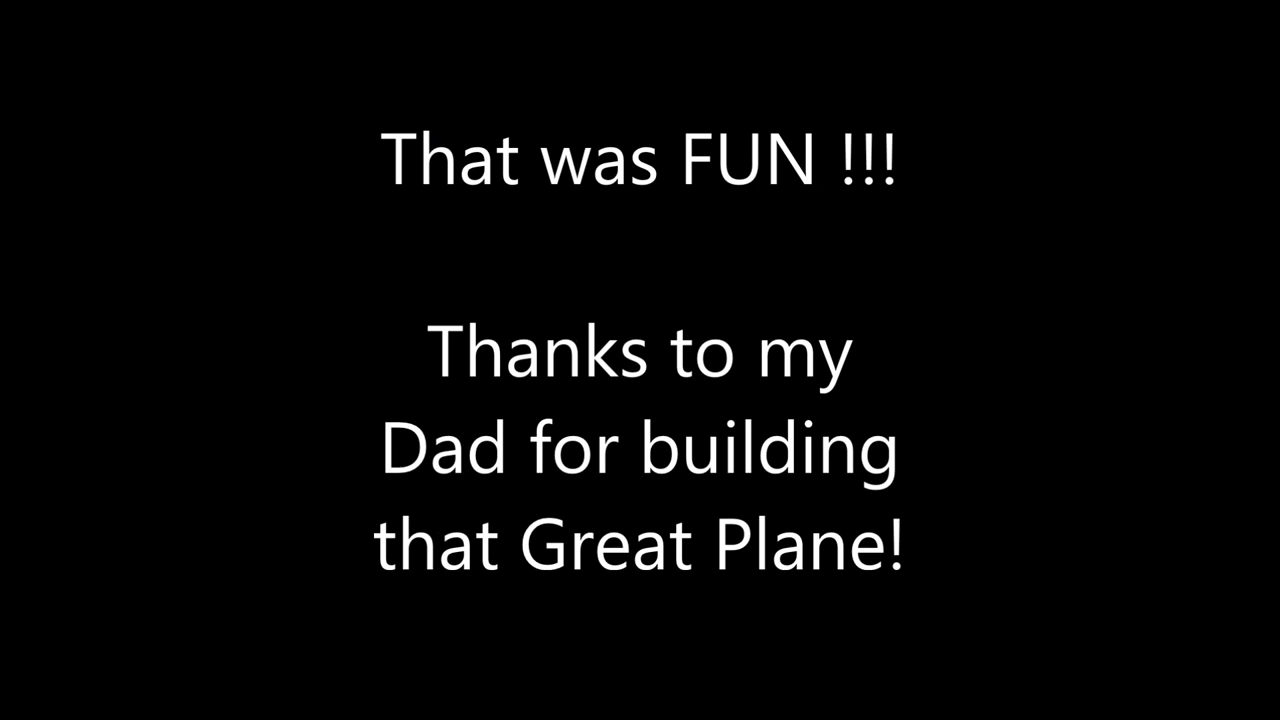 That was FUN !!!
Thanks to my
Dad for building
that Great Plane!